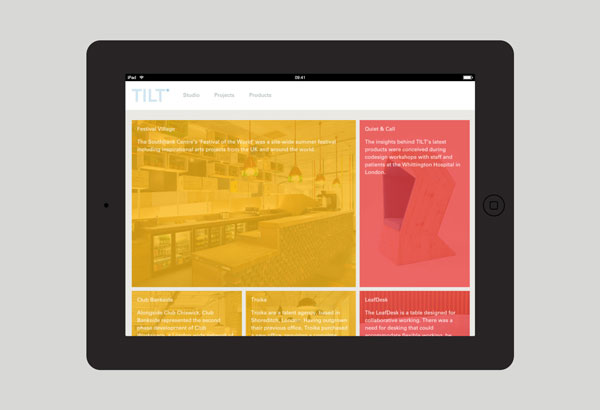 iPad 09:41
TILT
Studio Projects Products
Festival Village
The Southbank Centre's 'Festival of the World' was a site-wide summer festival
including international arts projects from the UK and around the world.
Quiet & Call
The insights behind TILT's latest
products were conceived during
codesign workshops with staff and
patients at the Whittington Hospital in
London.
Club Bankside
Alongside Club Chiswick, Club
Bankside represented the second
phase development of Club
Troika
Troika are a talent agency based in
Shoreditch, London. Having outgrown
their previous office, Troika purchased
LeafDesk
The LeafDesk is a table designed for
collaborative working. There was a
need for desking that could
accommodate flexible working, be